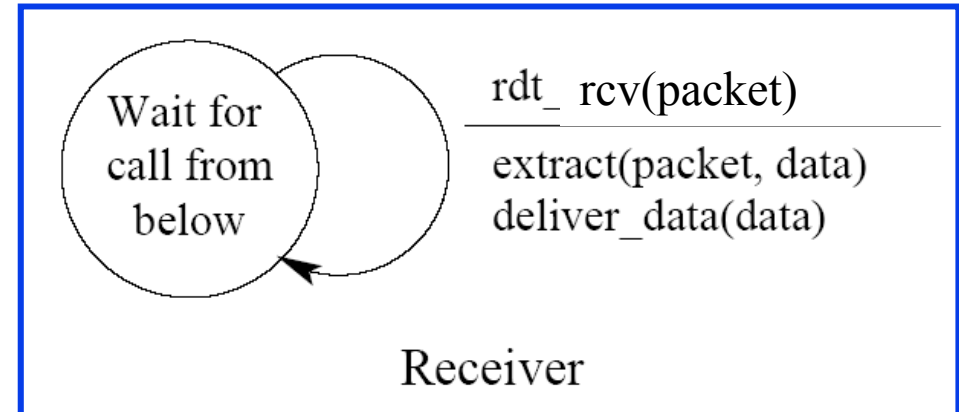 Wait for
call from
below
rdt_ rcv(packet)
extract(packet, data)
deliver_data(data)
Receiver